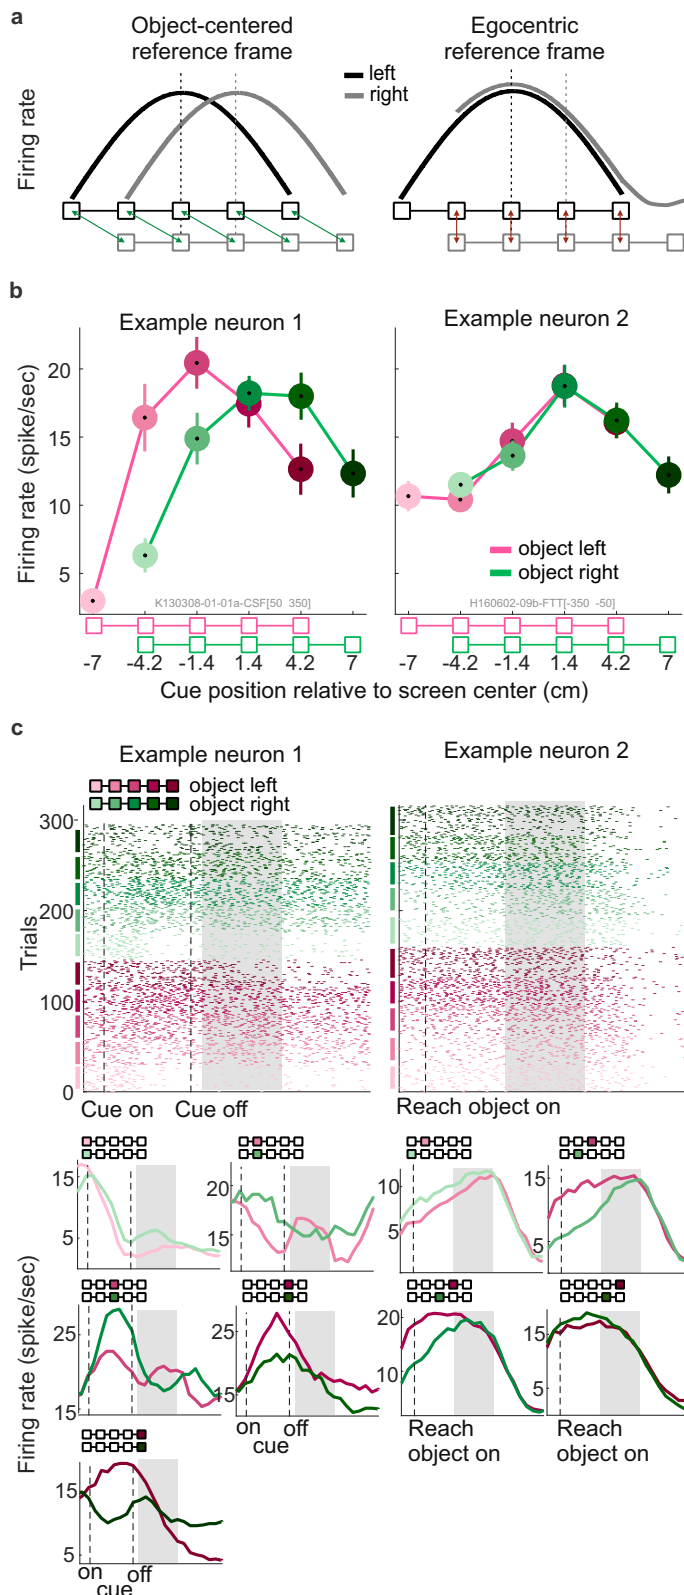 a
Object-centered
reference frame
Egocentric
reference frame
left
right
Firing rate
b
Example neuron 1
Example neuron 2
Firing rate (spike/sec)
20
15
10
5
object left
object right
K130308-01-01a-CSF[50 350]
H160602-09b-FTT[-350 -50]
-7 -4.2 -1.4 1.4 4.2 7
-7 -4.2 -1.4 1.4 4.2 7
Cue position relative to screen center (cm)
c
Example neuron 1
Example neuron 2
object left
object right
Trials
300
200
100
0
Cue on
Cue off
Reach object on
Firing rate (spike/sec)
15
5
20
15
10
15
5
25
15
25
15
on off
cue
20
10
Reach
object on
15
5
Reach
object on
15
5
on off
cue